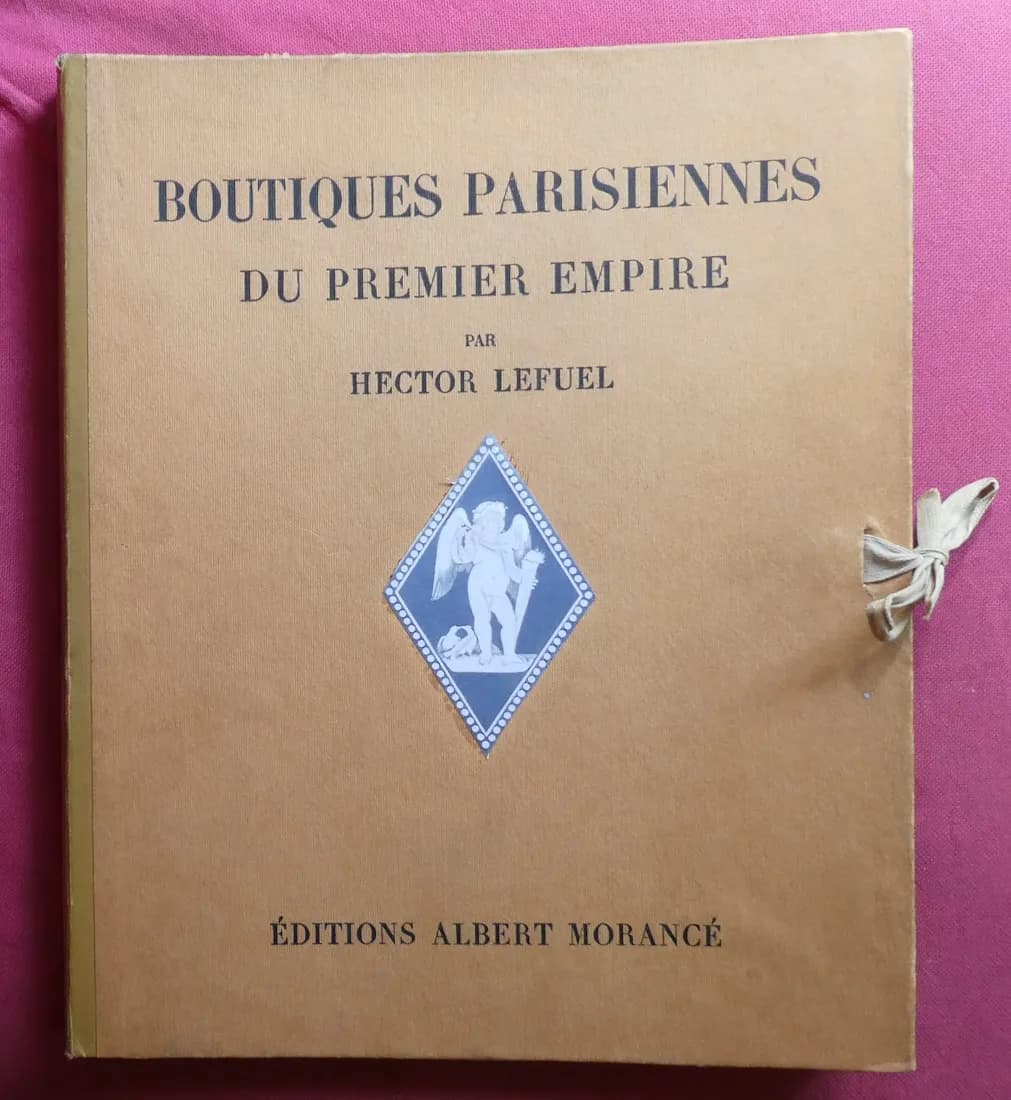 BOUTIQUES PARISIENNES
DU PREMIER EMPIRE
PAR
HECTOR LEFUEL
ÉDITIONS ALBERT MORANCÉ